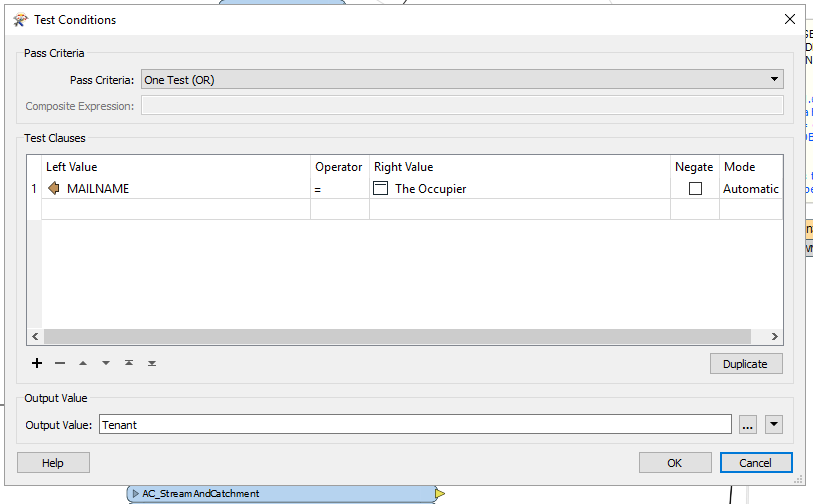 Test Conditions
Pass Criteria
Pass Criteria: One Test (OR)
Composite Expression:
Test Clauses
Left Value Operator Right Value Negate Mode
1 MAILNAME = The Occupier Automatic
Duplicate
Output Value
Output Value: Tenant ...
Help OK Cancel
AC_StreamAndCatchment